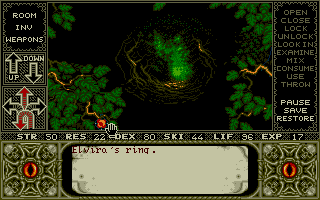 ROOM
INV
WEAPONS
UP
DOWN
OPEN
CLOSE
LOCK
UNLOCK
LOOK IN
EXAMINE
MIX
CONSUME
USE
THROW
PAUSE
SAVE
RESTORE
STR 50 RES 22 DEX 80 SKI 44 LIF 96 EXP 17
Elvira's ring.